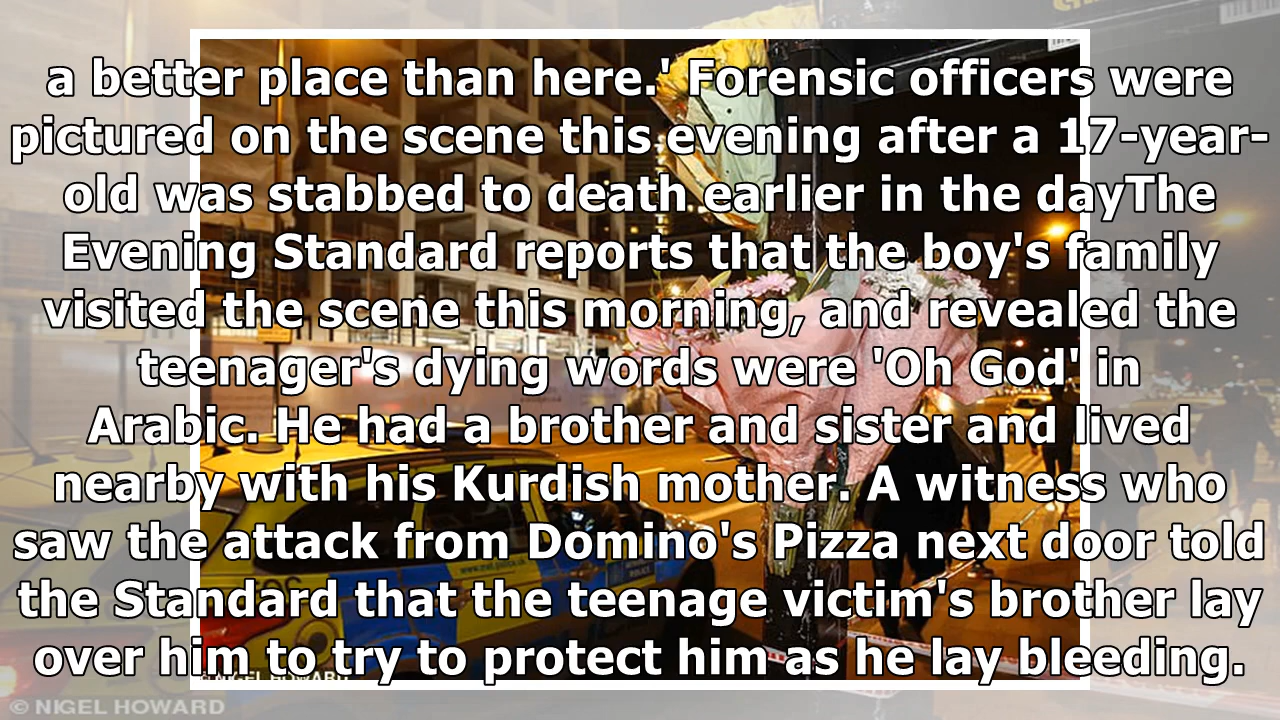 a better place than here.' Forensic officers were
pictured on the scene this evening after a 17-year-
old was stabbed to death earlier in the dayThe
Evening Standard reports that the boy's family
visited the scene this morning, and revealed the
teenager's dying words were 'Oh God' in
Arabic. He had a brother and sister and lived
nearby with his Kurdish mother. A witness who
saw the attack from Domino's Pizza next door told
the Standard that the teenage victim's brother lay
over him to try to protect him as he lay bleeding.
© NIGEL HOWARD
NIGEL HOWARD